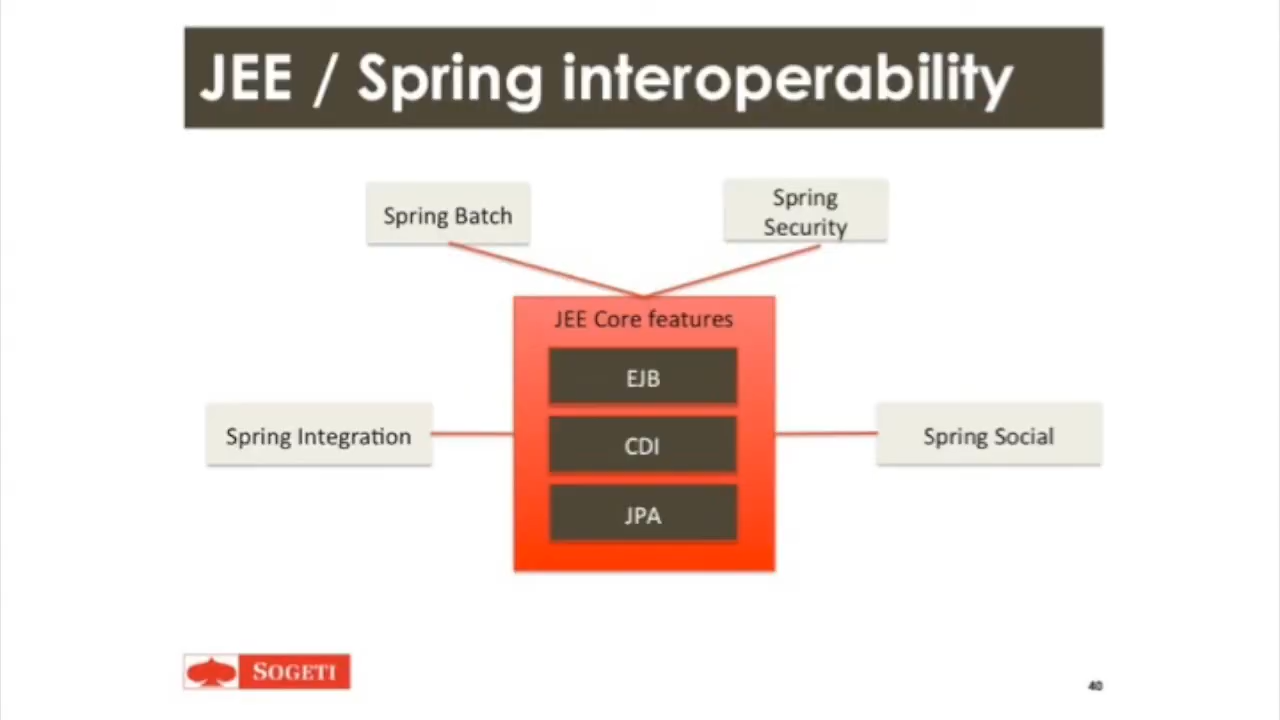 JEE / Spring interoperability
Spring Batch
Spring
Security
JEE Core features
EJB
Spring Integration
CDI
Spring Social
JPA
SOGETI
40